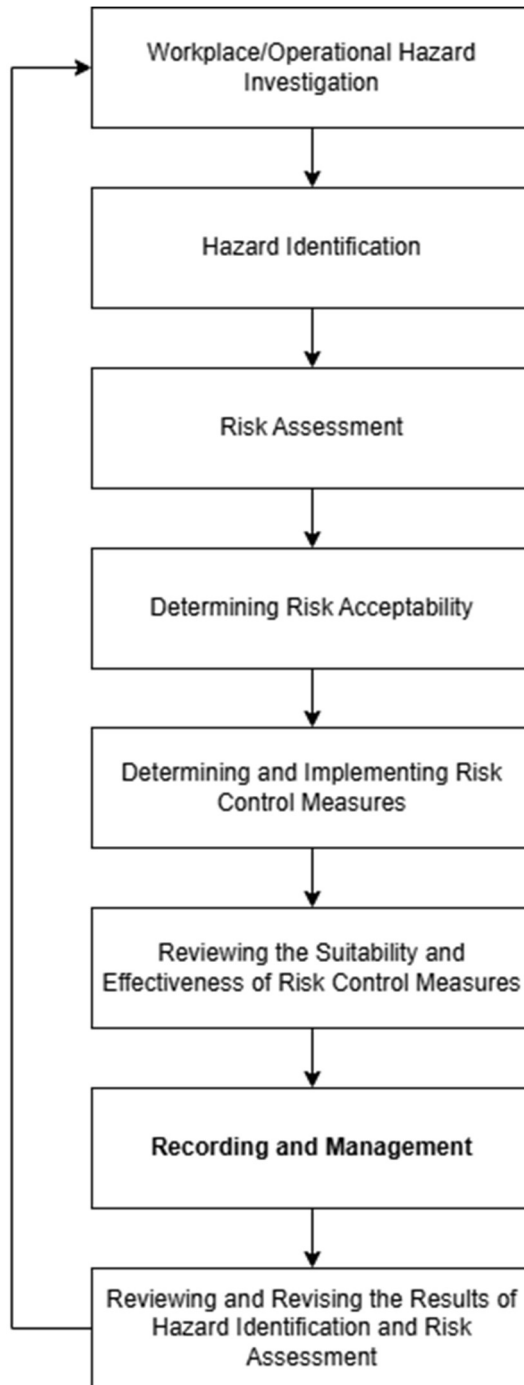 Workplace/Operational Hazard
Investigation
Hazard Identification
Risk Assessment
Determining Risk Acceptability
Determining and Implementing Risk
Control Measures
Reviewing the Suitability and
Effectiveness of Risk Control Measures
Recording and Management
Reviewing and Revising the Results of
Hazard Identification and Risk
Assessment